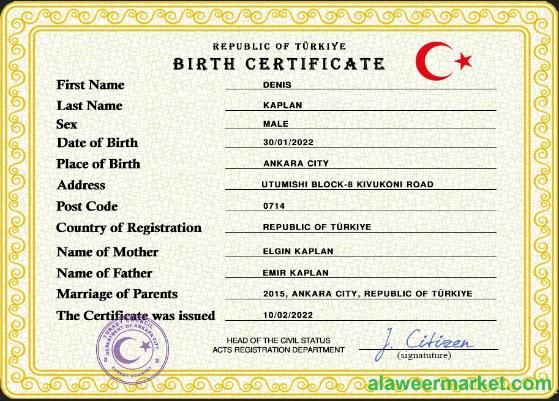 REPUBLIC OF TÜRKIYE
BIRTH CERTIFICATE
First Name DENIS
Last Name KAPLAN
Sex MALE
Date of Birth 30/01/2022
Place of Birth ANKARA CITY
Address UTUMISHI BLOCK-8 KIVUKONI ROAD
Post Code 0714
Country of Registration REPUBLIC OF TÜRKIYE
Name of Mother ELGIN KAPLAN
Name of Father EMIR KAPLAN
Marriage of Parents 2015, ANKARA CITY, REPUBLIC OF TÜRKIYE
The Certificate was issued 10/02/2022
HEAD OF THE CIVIL STATUS
ACTS REGISTRATION DEPARTMENT
J. Citizen
(signatuture)
DEPARTMENT OF ANKARA CITY
alaweermarket.com